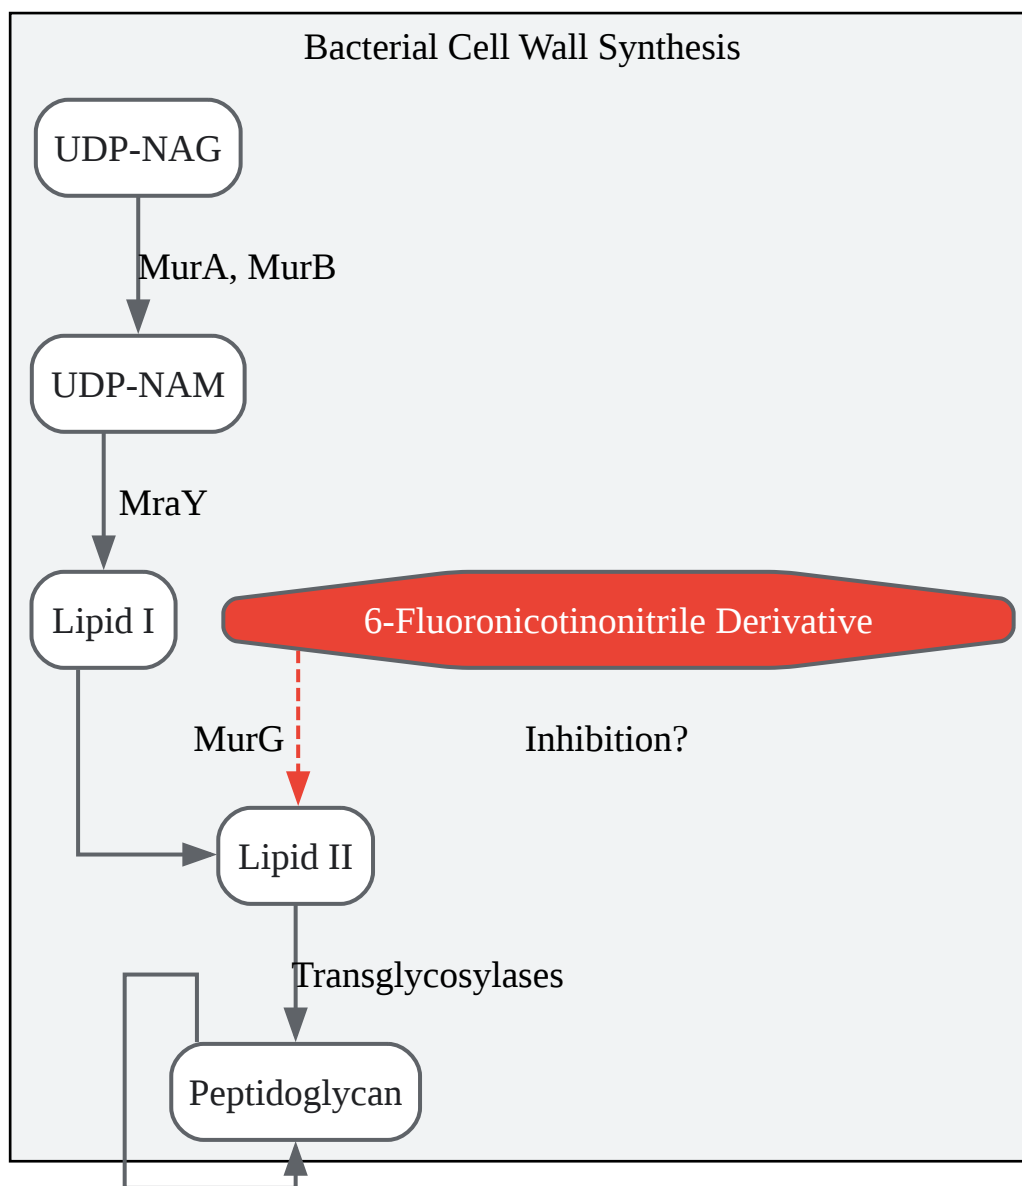 Bacterial Cell Wall Synthesis
UDP-NAG
MurA, MurB
UDP-NAM
MraY
Lipid I
6-Fluoronicotinonitrile Derivative
MurG
Inhibition?
Lipid II
Transglycosylases
Peptidoglycan